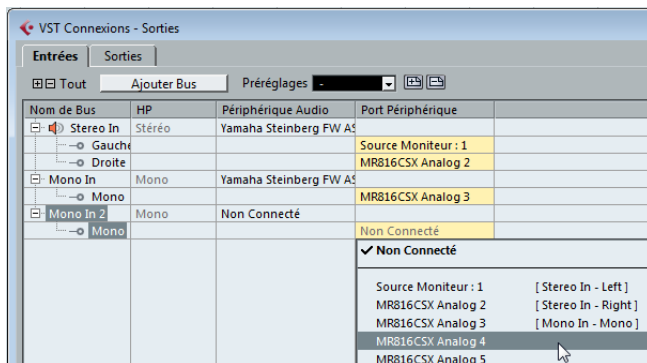 VST Connexions - Sorties
Entrées Sorties
Tout Ajouter Bus Préréglages -
Nom de Bus HP Périphérique Audio Port Périphérique
Stereo In Stéréo Yamaha Steinberg FW AS
Gauche Source Moniteur : 1
Droite MR816CSX Analog 2
Mono In Mono Yamaha Steinberg FW AS
Mono MR816CSX Analog 3
Mono In 2 Mono Non Connecté
Mono Non Connecté
✓ Non Connecté
Source Moniteur : 1 [ Stereo In - Left ]
MR816CSX Analog 2 [ Stereo In - Right ]
MR816CSX Analog 3 [ Mono In - Mono ]
MR816CSX Analog 4
MR816CSX Analog 5